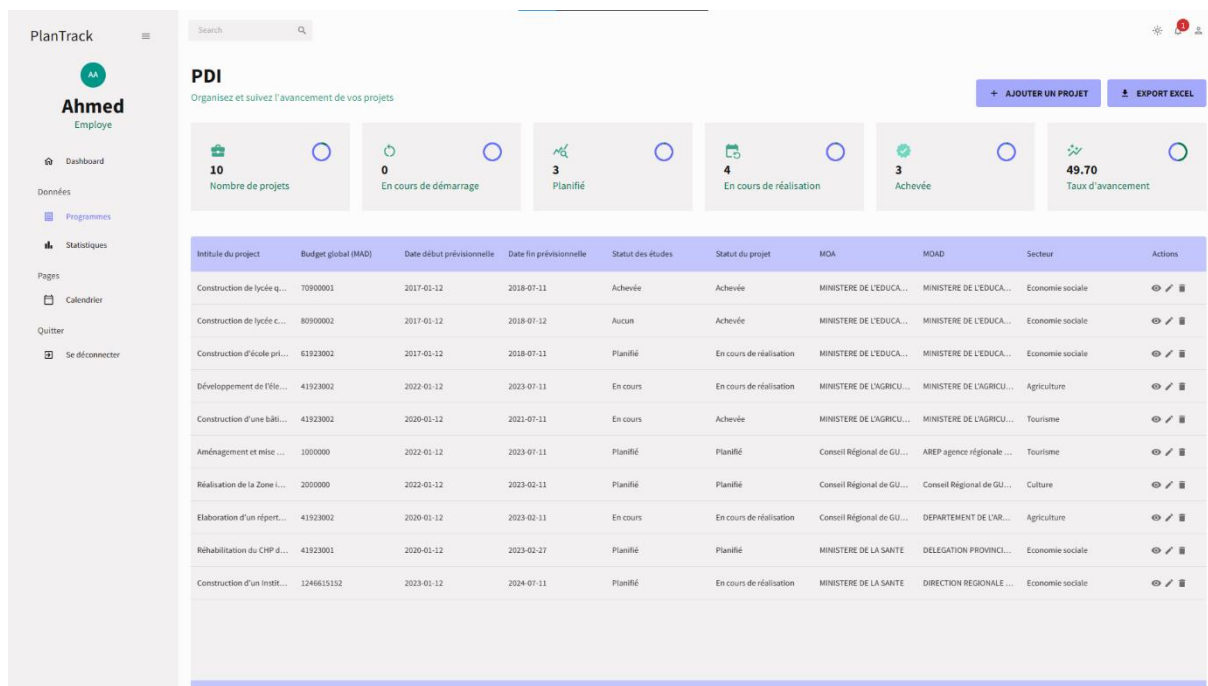 PlanTrack
Search
1
AA
Ahmed
Employe
Dashboard
Données
Programmes
Statistiques
Pages
Calendrier
Quitter
Se déconnecter
PDI
Organisez et suivez l'avancement de vos projets
+ AJOUTER UN PROJET
EXPORT EXCEL
10
Nombre de projets
0
En cours de démarrage
3
Planifié
4
En cours de réalisation
3
Achevée
49.70
Taux d'avancement
Intitule du project Budget global (MAD) Date début prévisionnelle Date fin prévisionnelle Statut des études Statut du projet MOA MOAD Secteur Actions
Construction de lycée q... 70900001 2017-01-12 2018-07-11 Achevée Achevée MINISTERE DE L'EDUCA... MINISTERE DE L'EDUCA... Economie sociale
Construction de lycée c... 80900002 2017-01-12 2018-07-12 Aucun Achevée MINISTERE DE L'EDUCA... MINISTERE DE L'EDUCA... Economie sociale
Construction d'école pri... 61923002 2017-01-12 2018-07-11 Planifié En cours de réalisation MINISTERE DE L'EDUCA... MINISTERE DE L'EDUCA... Economie sociale
Développement de l'éle... 41923002 2022-01-12 2023-07-11 En cours En cours de réalisation MINISTERE DE L'AGRICU... MINISTERE DE L'AGRICU... Agriculture
Construction d'une bâti... 41923002 2020-01-12 2021-07-11 En cours Achevée MINISTERE DE L'AGRICU... MINISTERE DE L'AGRICU... Tourisme
Aménagement et mise ... 1000000 2022-01-12 2023-07-11 Planifié Planifié Conseil Régional de GU... AREP agence régionale ... Tourisme
Réalisation de la Zone i... 2000000 2022-01-12 2023-02-11 Planifié Planifié Conseil Régional de GU... Conseil Régional de GU... Culture
Elaboration d'un répert... 41923002 2020-01-12 2023-02-11 En cours En cours de réalisation Conseil Régional de GU... DEPARTEMENT DE L'AR... Agriculture
Réhabilitation du CHP d... 41923001 2020-01-12 2023-02-27 Planifié Planifié MINISTERE DE LA SANTE DELEGATION PROVINCI... Economie sociale
Construction d'un Instit... 1246615152 2023-01-12 2024-07-11 Planifié En cours de réalisation MINISTERE DE LA SANTE DIRECTION REGIONALE ... Economie sociale